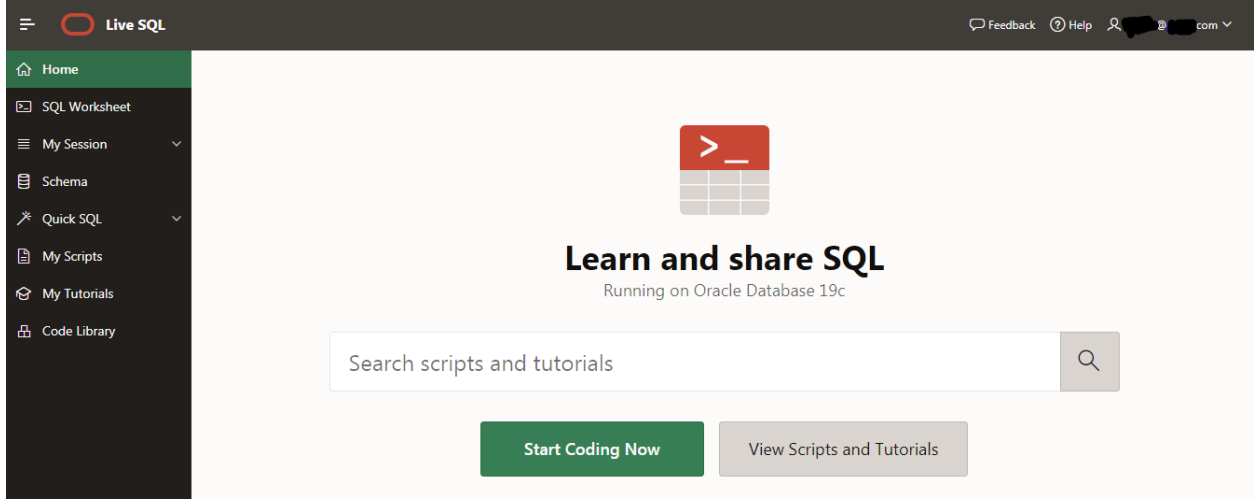 Live SQL
Feedback Help @ com
Home
SQL Worksheet
My Session
Schema
Quick SQL
My Scripts
My Tutorials
Code Library
>_
Learn and share SQL
Running on Oracle Database 19c
Search scripts and tutorials
Start Coding Now View Scripts and Tutorials